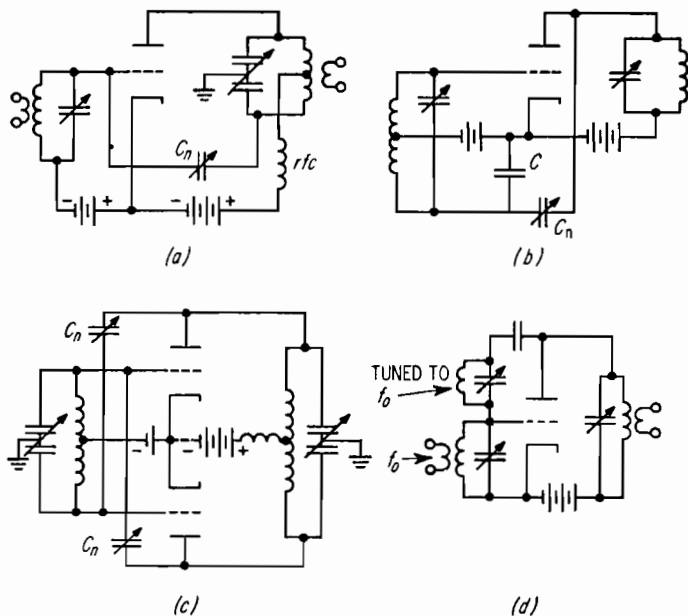 Cn
rfc
- + - +
(a)
C
Cn
(b)
Cn
- - +
Cn
(c)
TUNED TO
fo
fo
(d)